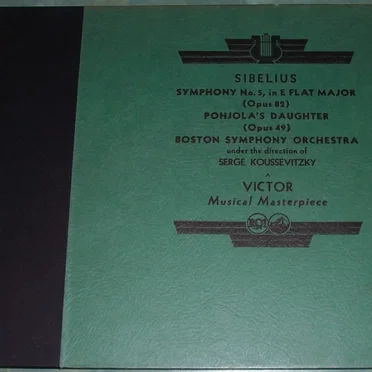 SIBELIUS
SYMPHONY No. 5, in E FLAT MAJOR
(Opus 82)
POHJOLA'S DAUGHTER
(Opus 49)
BOSTON SYMPHONY ORCHESTRA
under the direction of
SERGE KOUSSEVITZKY
A
VICTOR
Musical Masterpiece
RCA